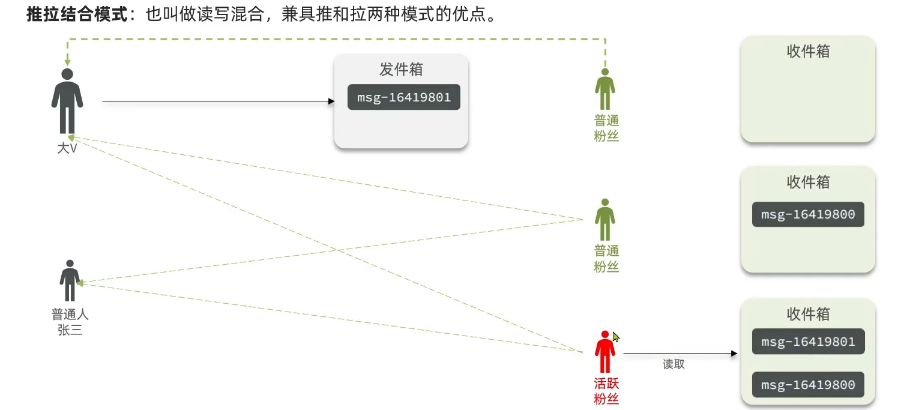 推拉结合模式：也叫做读写混合，兼具推和拉两种模式的优点。
发件箱
msg-16419801
大V
普通
粉丝
收件箱
普通
粉丝
收件箱
msg-16419800
普通人
张三
活跃
粉丝
读取
收件箱
msg-16419801
msg-16419800